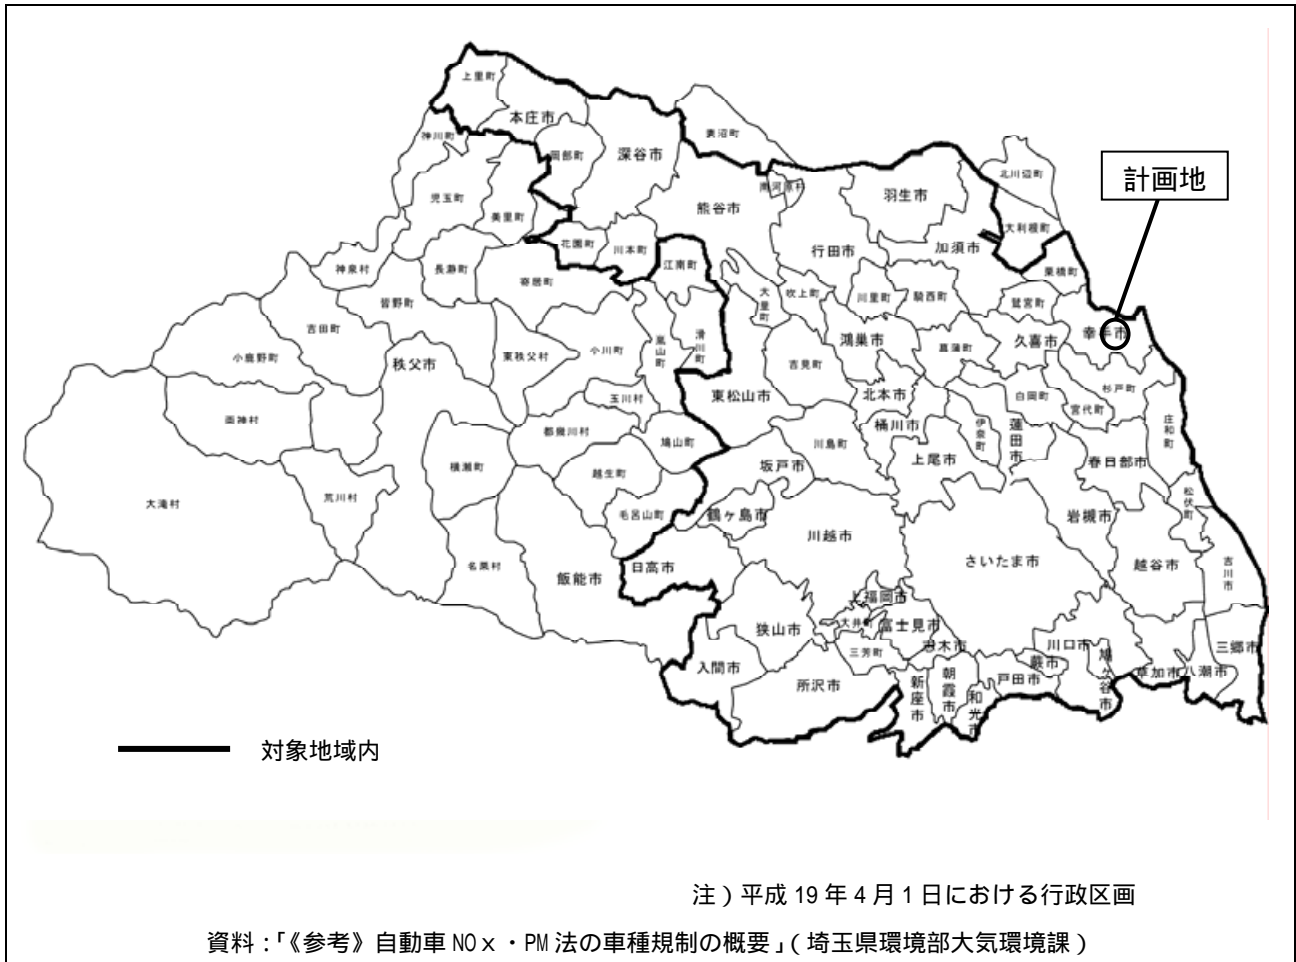 上里町
本庄市
神川町
岡部町
深谷市
妻沼町
児玉町
美里町
熊谷市
南河原村
羽生市
北川辺町
計画地
大利根町
花園町
川本町
江南町
行田市
加須市
栗橋町
神泉村
長瀞町
寄居町
皆野町
大里町
吹上町
川里町
騎西町
鷲宮町
幸手市
吉田町
小鹿野町
秩父市
東秩父村
小川町
嵐山町
滑川町
吉見町
鴻巣市
菖蒲町
久喜市
両神村
玉川村
東松山市
北本市
白岡町
杉戸町
宮代町
都幾川村
鳩山町
川島町
桶川市
伊奈町
蓮田市
庄和町
横瀬町
越生町
坂戸市
上尾市
春日部市
大滝村
荒川村
毛呂山町
鶴ヶ島市
川越市
岩槻市
松伏町
名栗村
飯能市
日高市
さいたま市
越谷市
吉川市
狭山市
上福岡市
大井町
富士見市
三芳町
志木市
川口市
鳩ヶ谷市
三郷市
入間市
所沢市
新座市
朝霞市
和光市
戸田市
蕨市
草加市
八潮市
対象地域内
注）平成19年4月1日における行政区画
資料：「《参考》自動車NOx・PM法の車種規制の概要」（埼玉県環境部大気環境課）